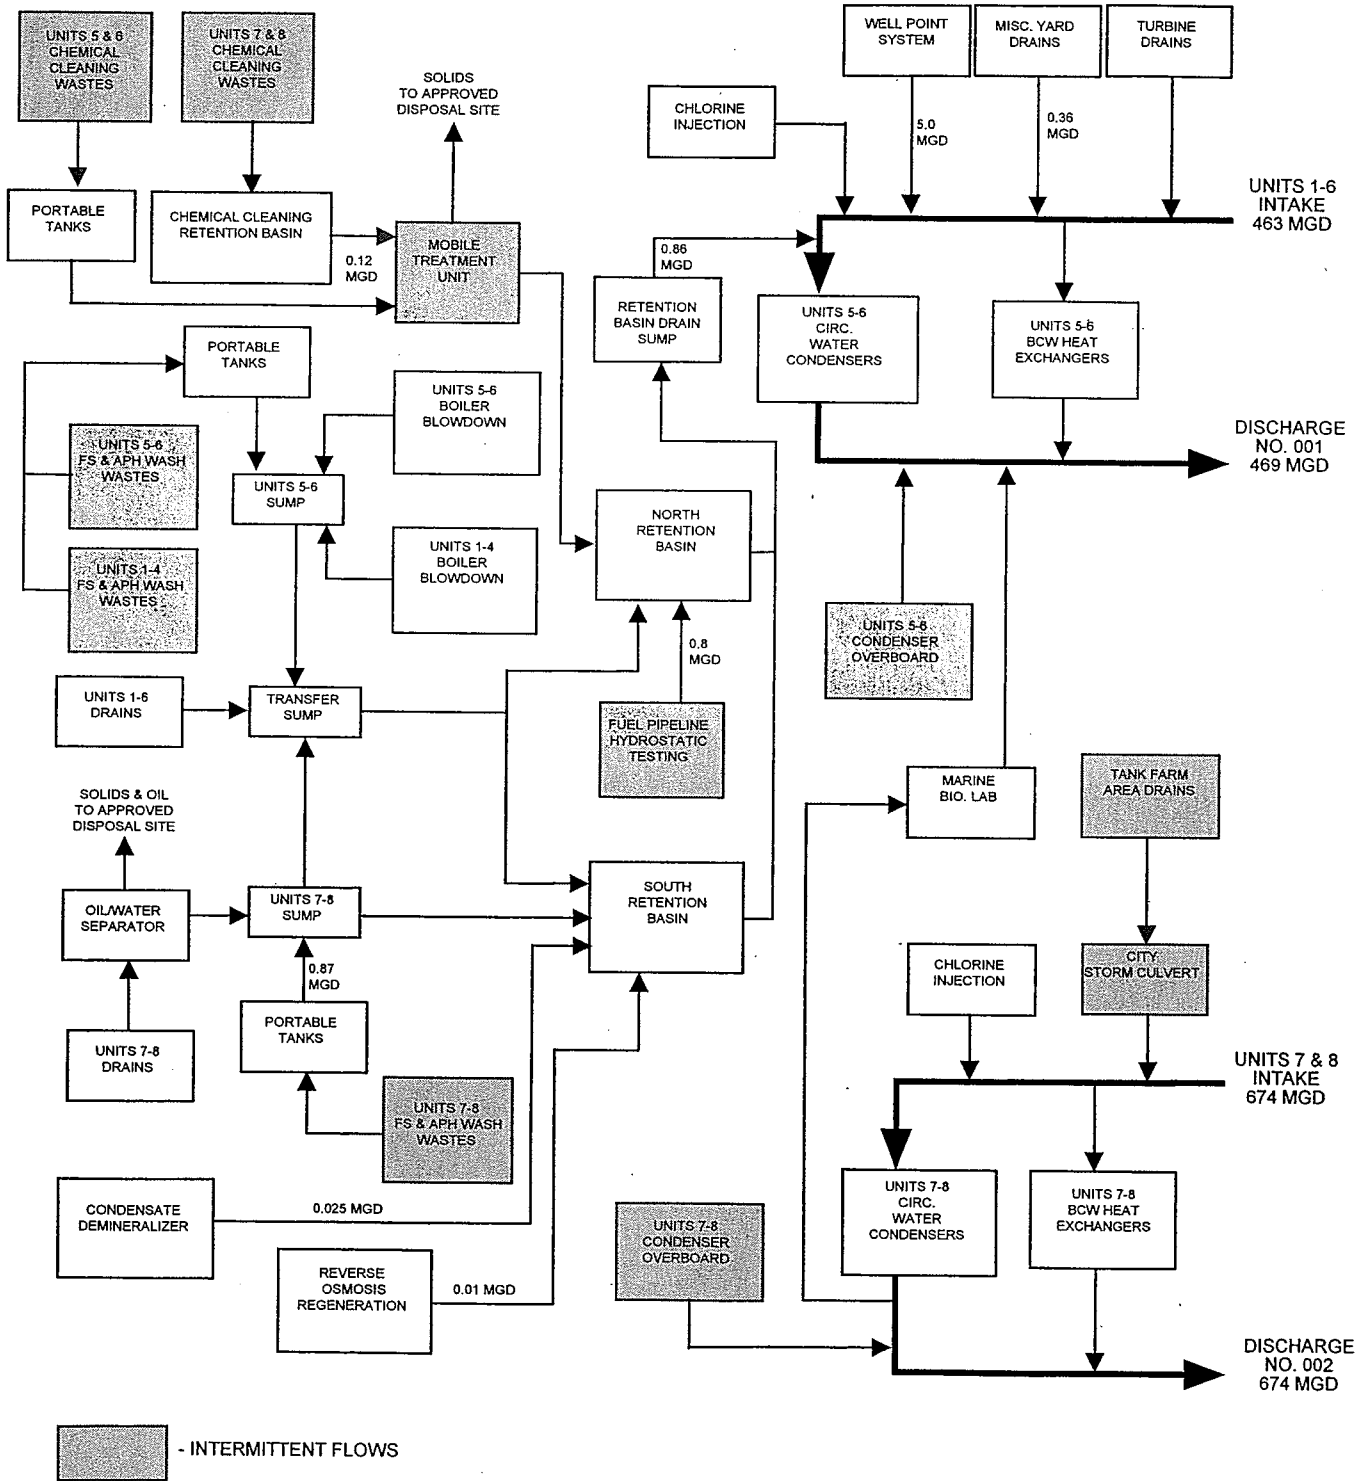 UNITS 5 & 6
CHEMICAL
CLEANING
WASTES
UNITS 7 & 8
CHEMICAL
CLEANING
WASTES
SOLIDS
TO APPROVED
DISPOSAL SITE
WELL POINT
SYSTEM
MISC. YARD
DRAINS
TURBINE
DRAINS
CHLORINE
INJECTION
5.0
MGD
0.36
MGD
UNITS 1-6
INTAKE
463 MGD
PORTABLE
TANKS
CHEMICAL CLEANING
RETENTION BASIN
0.12
MGD
MOBILE
TREATMENT
UNIT
0.86
MGD
RETENTION
BASIN DRAIN
SUMP
UNITS 5-6
CIRC.
WATER
CONDENSERS
UNITS 5-6
BCW HEAT
EXCHANGERS
PORTABLE
TANKS
UNITS 5-6
BOILER
BLOWDOWN
DISCHARGE
NO. 001
469 MGD
UNITS 5-6
FS & APH WASH
WASTES
UNITS 5-6
SUMP
NORTH
RETENTION
BASIN
UNITS 1-4
BOILER
BLOWDOWN
UNITS 1-4
FS & APH WASH
WASTES
UNITS 5-6
CONDENSER
OVERBOARD
0.8
MGD
UNITS 1-6
DRAINS
TRANSFER
SUMP
FUEL PIPELINE
HYDROSTATIC
TESTING
MARINE
BIO. LAB
TANK FARM
AREA DRAINS
SOLIDS & OIL
TO APPROVED
DISPOSAL SITE
OIL/WATER
SEPARATOR
UNITS 7-8
SUMP
SOUTH
RETENTION
BASIN
CHLORINE
INJECTION
CITY
STORM CULVERT
0.87
MGD
PORTABLE
TANKS
UNITS 7-8
DRAINS
UNITS 7 & 8
INTAKE
674 MGD
UNITS 7-8
FS & APH WASH
WASTES
CONDENSATE
DEMINERALIZER
0.025 MGD
UNITS 7-8
CONDENSER
OVERBOARD
UNITS 7-8
CIRC.
WATER
CONDENSERS
UNITS 7-8
BCW HEAT
EXCHANGERS
REVERSE
OSMOSIS
REGENERATION
0.01 MGD
DISCHARGE
NO. 002
674 MGD
- INTERMITTENT FLOWS